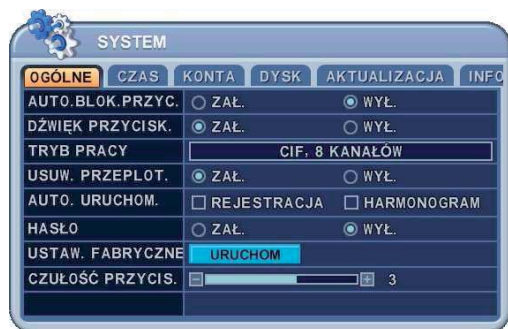 SYSTEM
OGÓLNE CZAS KONTA DYSK AKTUALIZACJA INFO
AUTO.BLOK.PRZYC. ZAŁ. WYŁ.
DŹWIĘK PRZYCISK. ZAŁ. WYŁ.
TRYB PRACY CIF, 8 KANAŁÓW
USUW. PRZEPLOT. ZAŁ. WYŁ.
AUTO. URUCHOM. REJESTRACJA HARMONOGRAM
HASŁO ZAŁ. WYŁ.
USTAW. FABRYCZNE URUCHOM
CZUŁOŚĆ PRZYCIS. 3